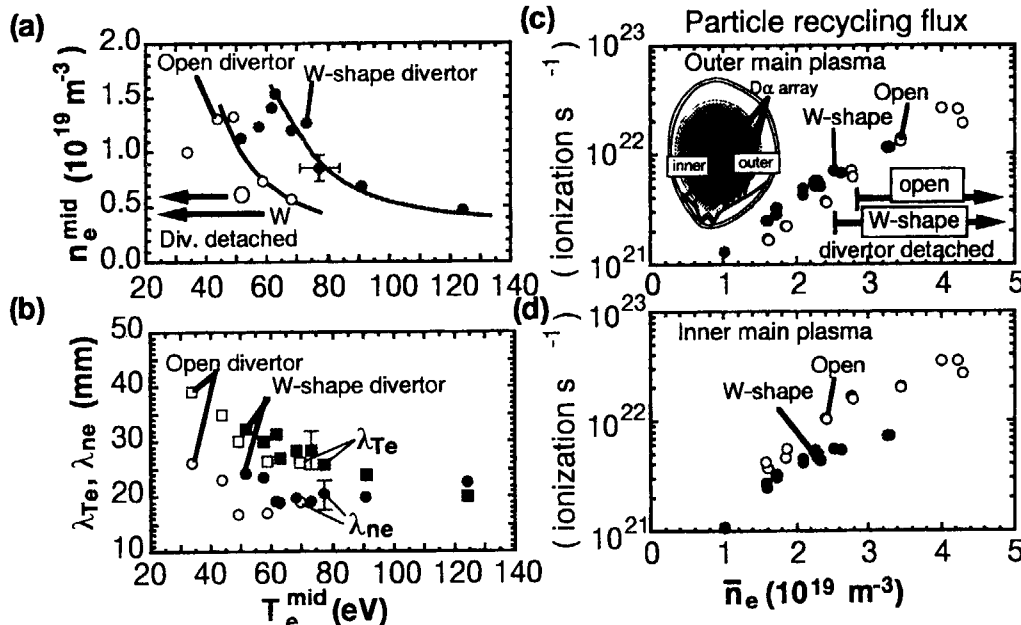 (a)
n_e^mid (10^19 m^-3)
2.0
1.5
1.0
0.5
0.0
Open divertor
W-shape divertor
O
W
Div. detached
20 40 60 80 100 120 140
(b)
λTe, λne (mm)
50
40
30
20
10
Open divertor
W-shape divertor
λTe
λne
20 40 60 80 100 120 140
T_e^mid (eV)
(c)
Particle recycling flux
( ionization s^-1)
10^23
10^22
10^21
Outer main plasma
Dα array
inner
outer
Open
W-shape
open
W-shape
divertor detached
0 1 2 3 4 5
(d)
( ionization s^-1)
10^23
10^22
10^21
Inner main plasma
Open
W-shape
0 1 2 3 4 5
n̅e (10^19 m^-3)